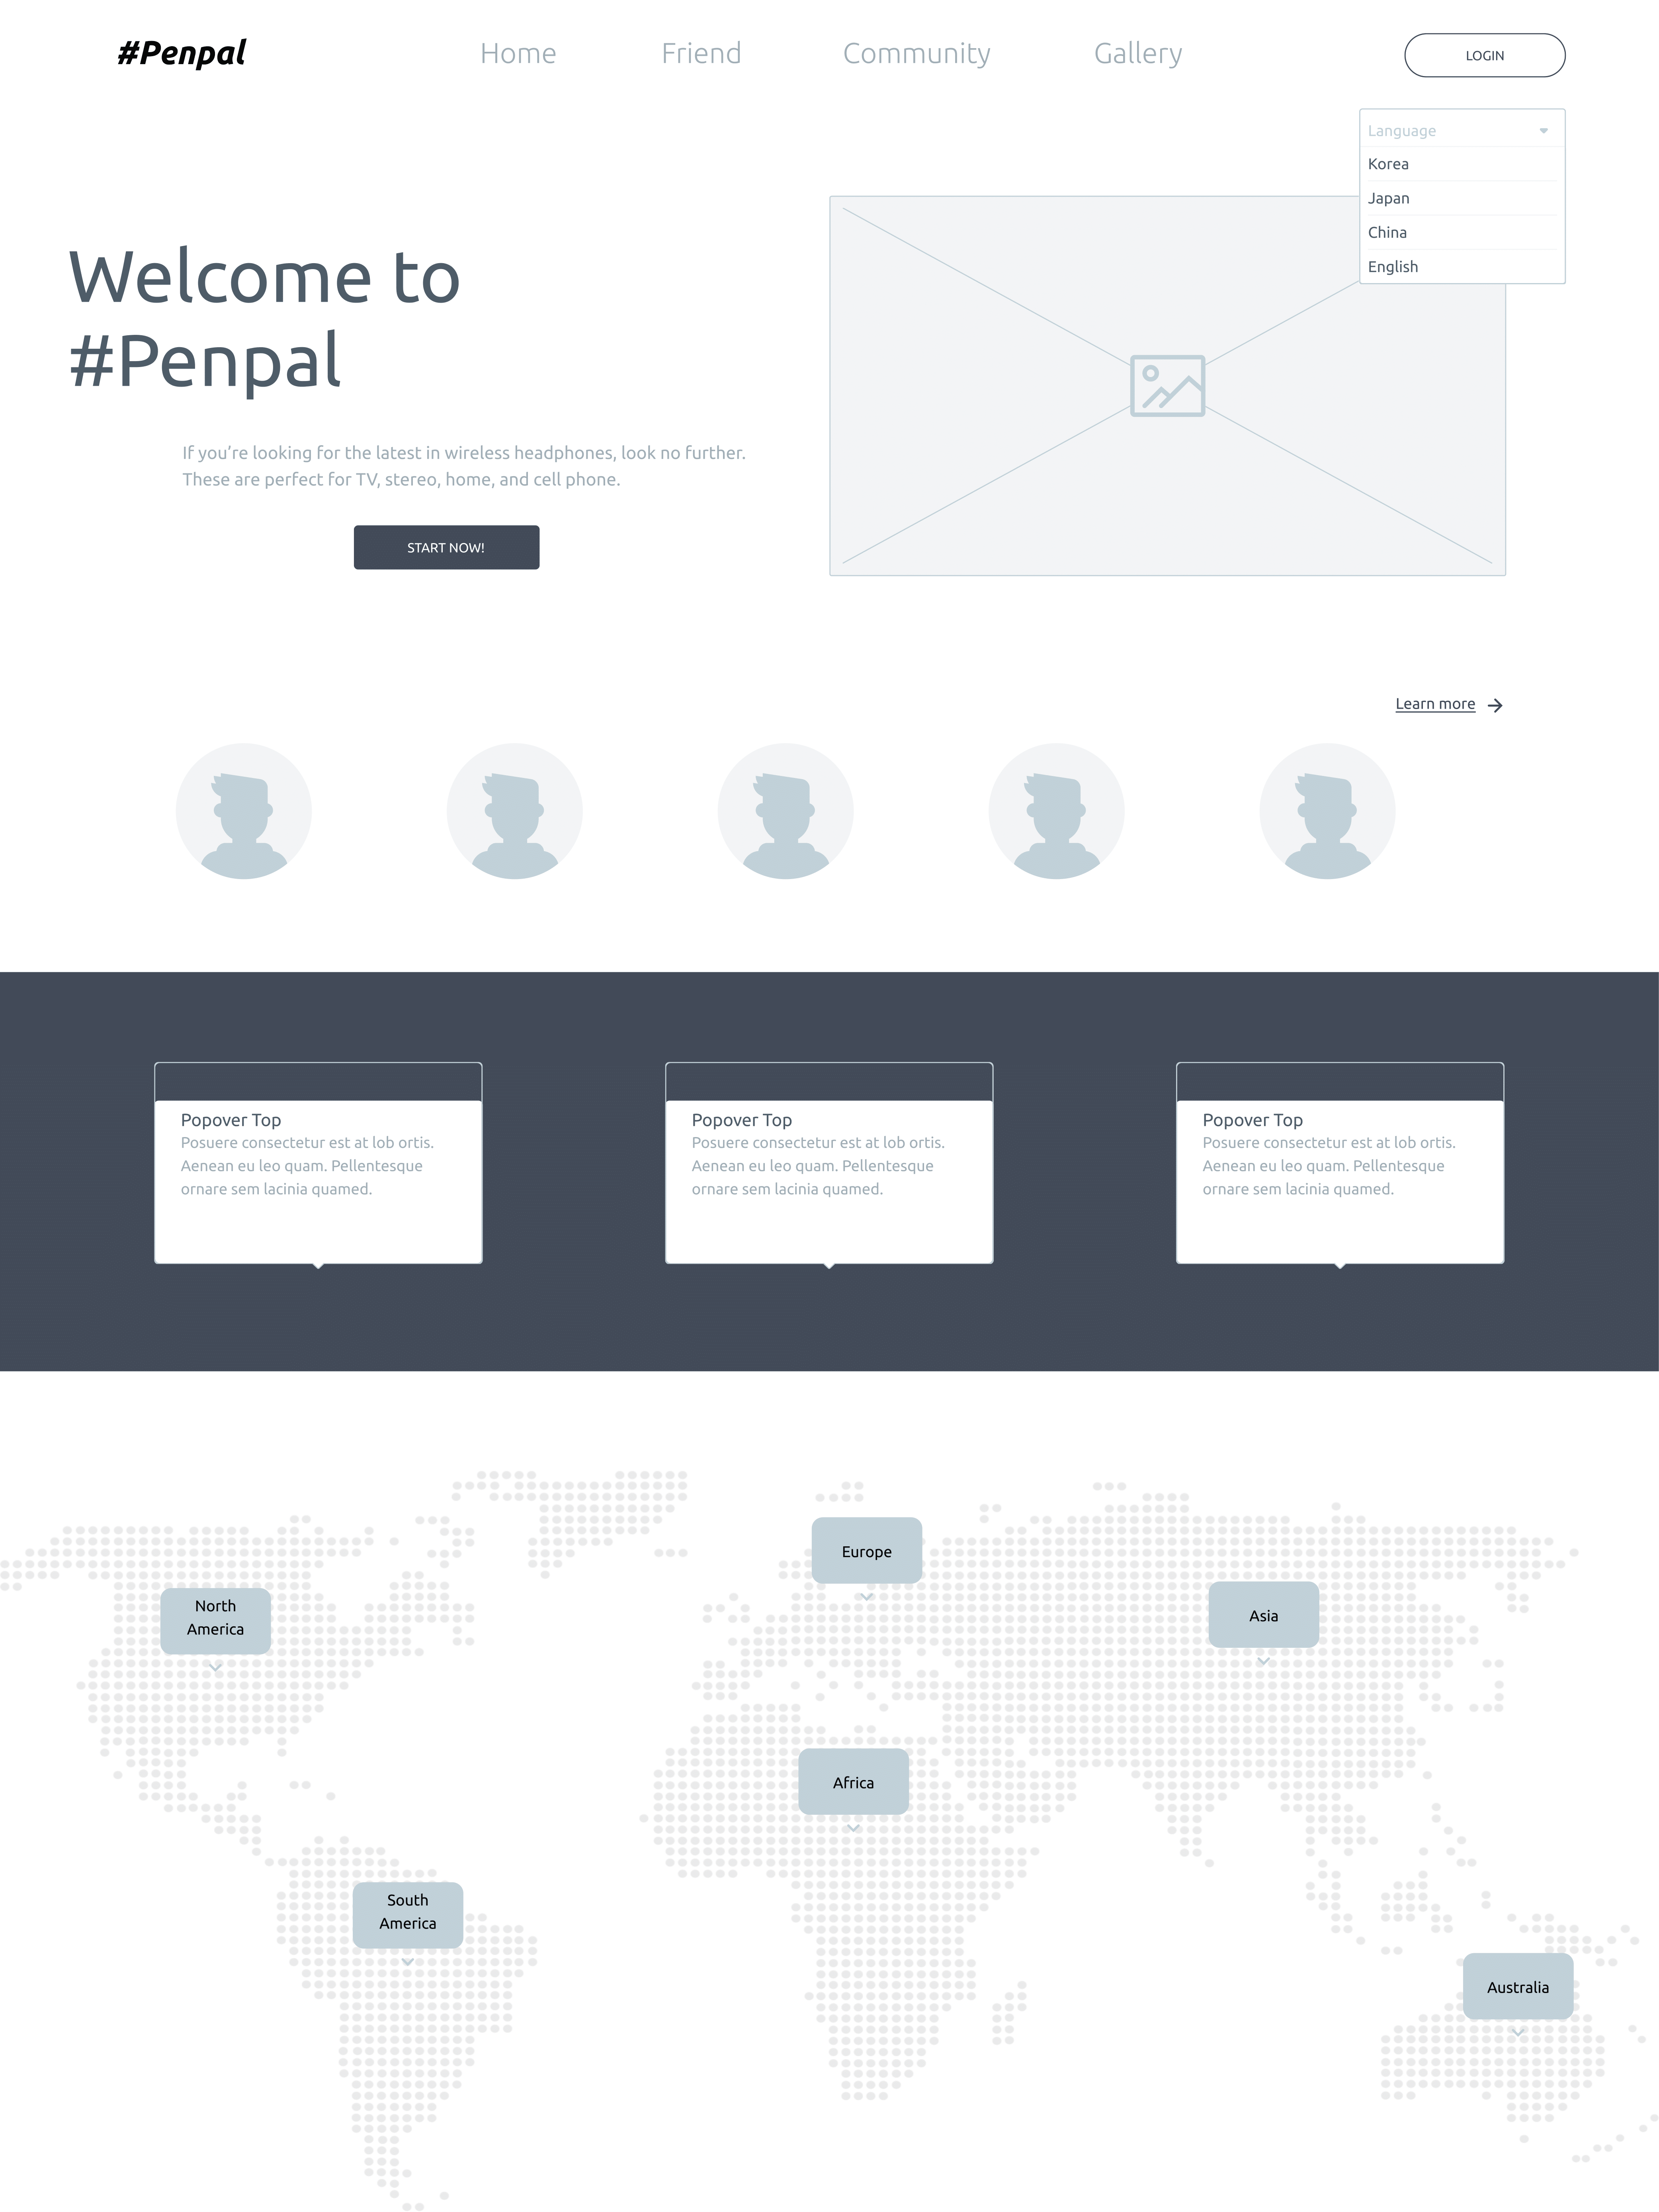 #Penpal
Home
Friend
Community
Gallery
LOGIN
Language
Korea
Japan
China
English
Welcome to
#Penpal
If you’re looking for the latest in wireless headphones, look no further.
These are perfect for TV, stereo, home, and cell phone.
START NOW!
Learn more
Popover Top
Posuere consectetur est at lob ortis.
Aenean eu leo quam. Pellentesque
ornare sem lacinia quamed.
Popover Top
Posuere consectetur est at lob ortis.
Aenean eu leo quam. Pellentesque
ornare sem lacinia quamed.
Popover Top
Posuere consectetur est at lob ortis.
Aenean eu leo quam. Pellentesque
ornare sem lacinia quamed.
Europe
North
America
Asia
Africa
South
America
Australia